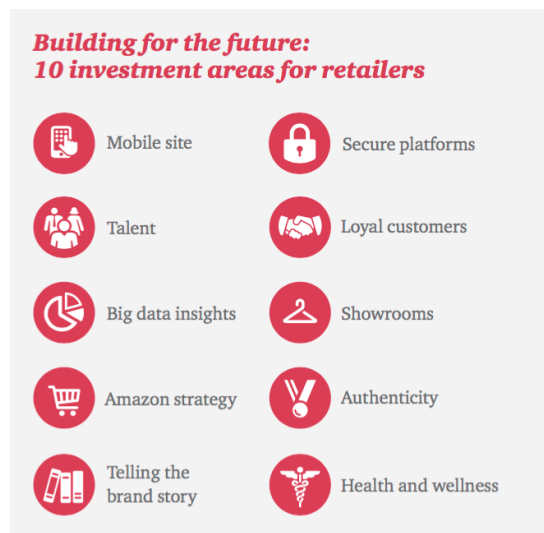 Building for the future:
10 investment areas for retailers
Mobile site
Secure platforms
Talent
Loyal customers
Big data insights
Showrooms
Amazon strategy
Authenticity
Telling the
brand story
Health and wellness